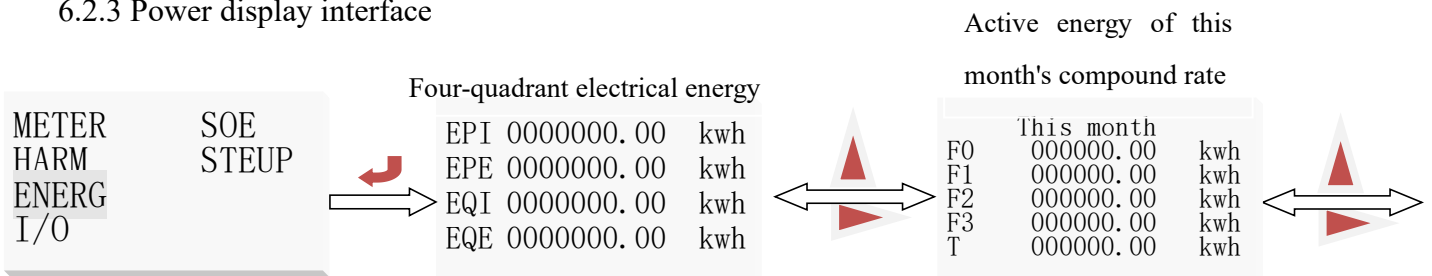 6.2.3 Power display interface
METER SOE
HARM STEUP
ENERG
I/O
Four-quadrant electrical energy
EPI 0000000.00 kwh
EPE 0000000.00 kwh
EQI 0000000.00 kwh
EQE 0000000.00 kwh
Active energy of this
month's compound rate
This month
F0 000000.00 kwh
F1 000000.00 kwh
F2 000000.00 kwh
F3 000000.00 kwh
T 000000.00 kwh